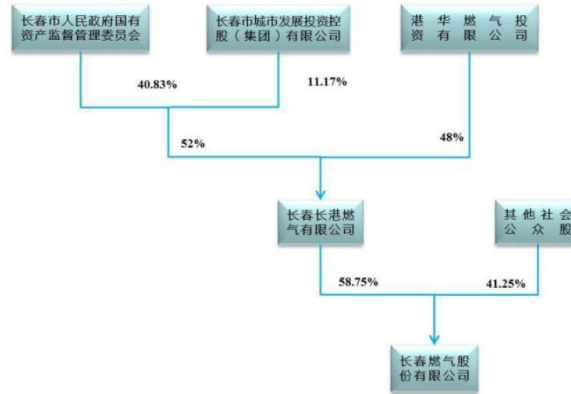 长春市人民政府国有
资产监督管理委员会
长春市城市发展投资控
股（集团）有限公司
港华燃气投
资有限公司
40.83%
11.17%
52%
48%
长春长港燃
气有限公司
其他社会
公众股
58.75%
41.25%
长春燃气股
份有限公司